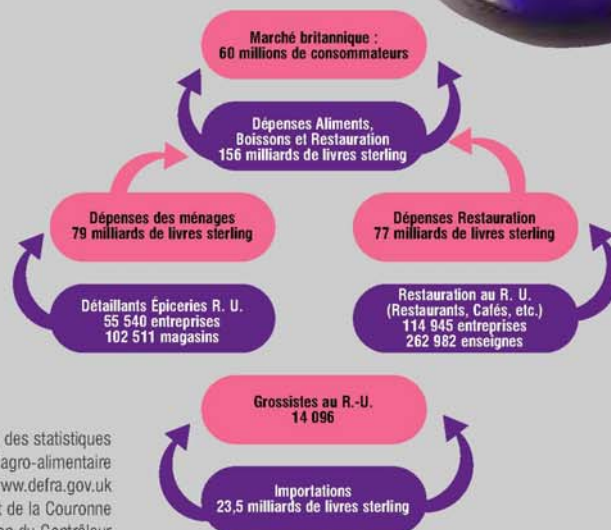 Marché britannique :
60 millions de consommateurs
Dépenses Aliments,
Boissons et Restauration
156 milliards de livres sterling
Dépenses des ménages
79 milliards de livres sterling
Dépenses Restauration
77 milliards de livres sterling
Détaillants Épiceries R. U.
55 540 entreprises
102 511 magasins
Restauration au R. U.
(Restaurants, Cafés, etc.)
114 945 entreprises
262 982 enseignes
Grossistes au R.-U.
14 096
Importations
23,5 milliards de livres sterling
des statistiques
agro-alimentaire
www.defra.gov.uk
de la Couronne
du Contrôleur